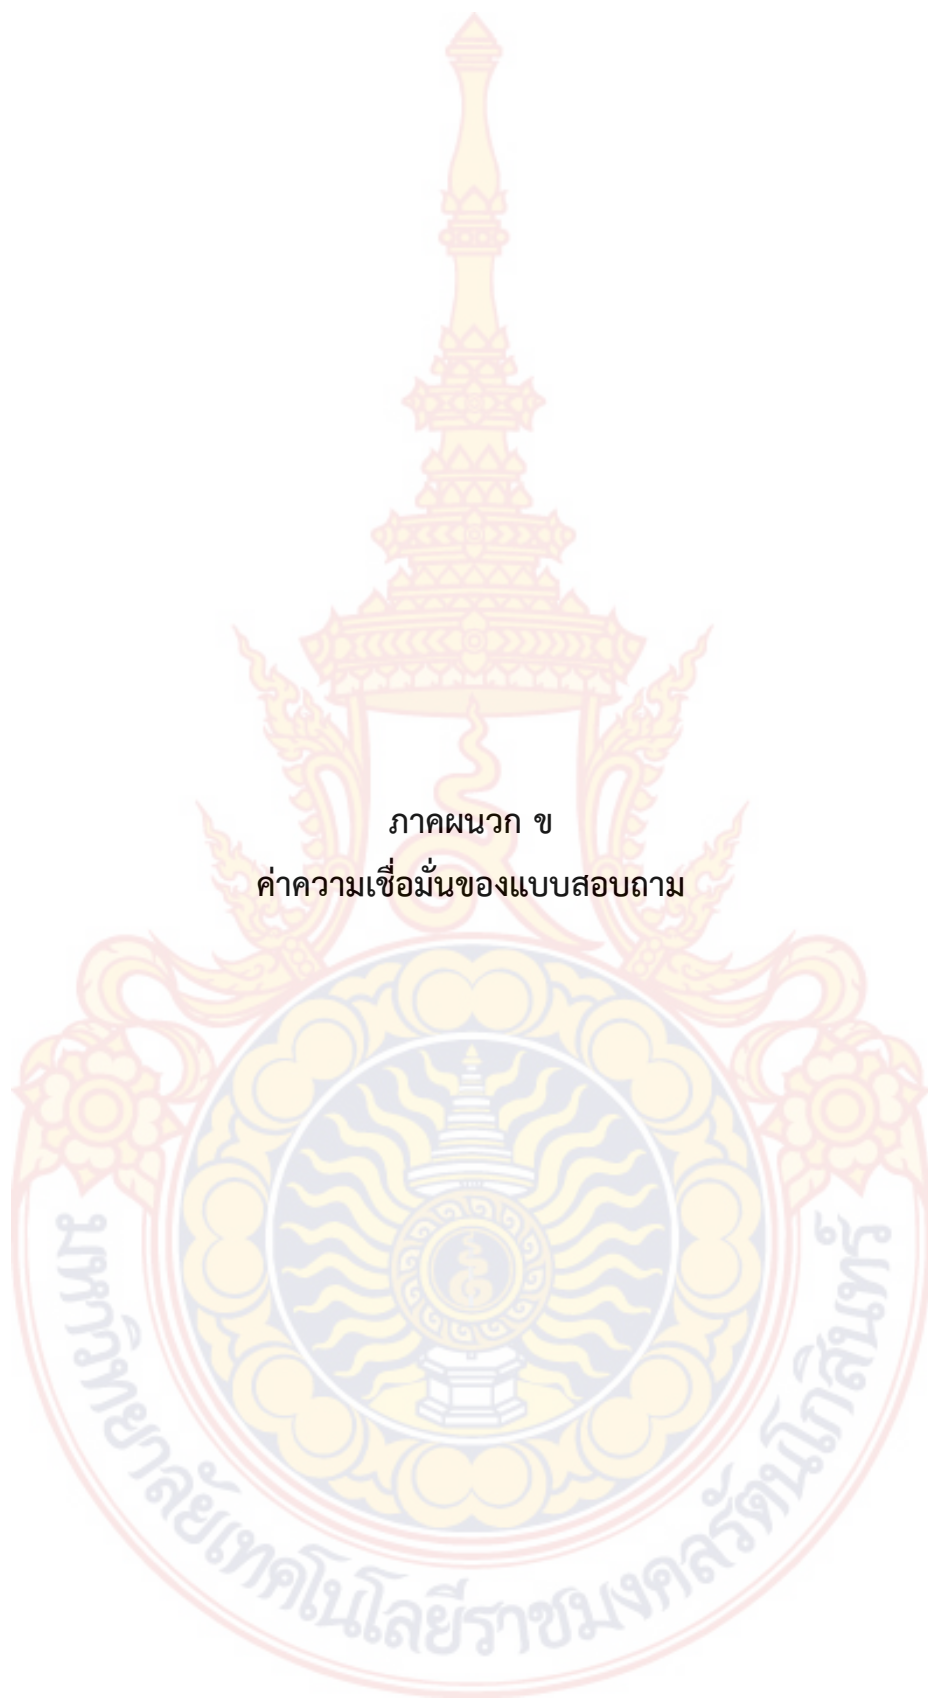 ภาคผนวก ข
ค่าความเชื่อมั่นของแบบสอบถาม
มหาวิทยาลัยเทคโนโลยีราชมงคลรัตนโกสินทร์